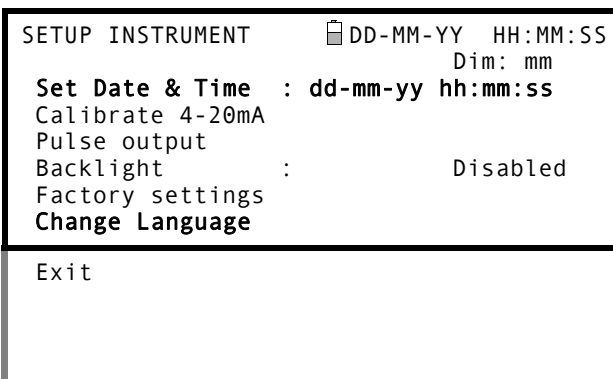 SETUP INSTRUMENT DD-MM-YY HH:MM:SS
Dim: mm
Set Date & Time : dd-mm-yy hh:mm:ss
Calibrate 4-20mA
Pulse output
Backlight : Disabled
Factory settings
Change Language
Exit